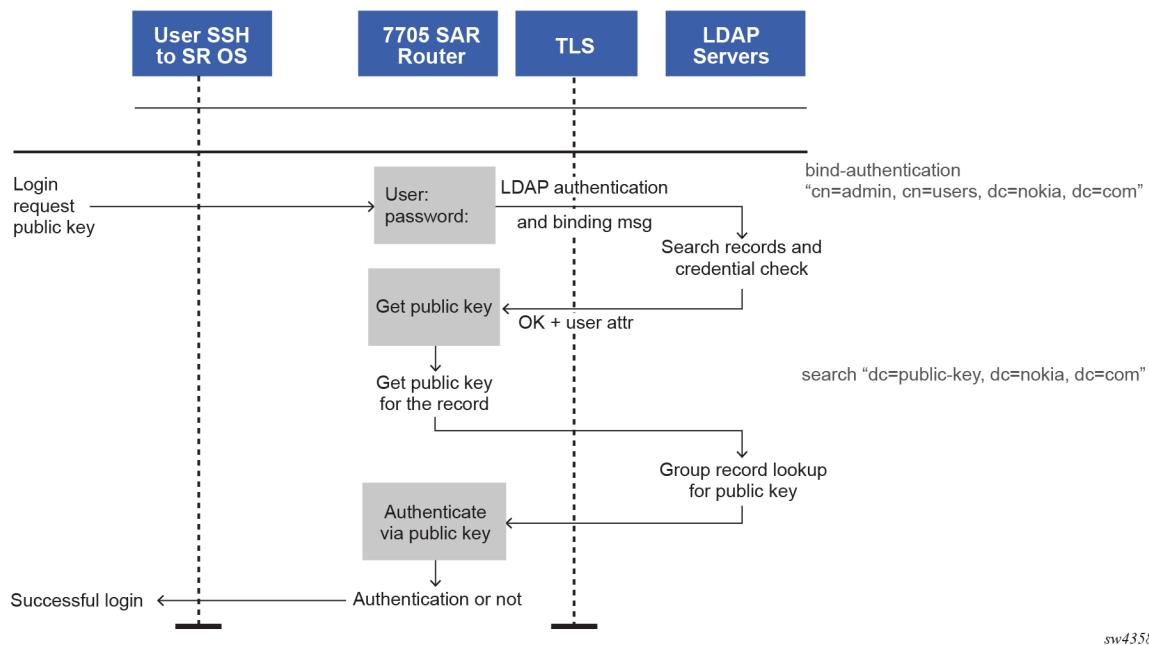 User SSH
to SR OS
7705 SAR
Router
TLS
LDAP
Servers
bind-authentication
“cn=admin, cn=users, dc=nokia, dc=com”
Login
request
public key
User:
password:
LDAP authentication
and binding msg
Search records and
credential check
Get public key
OK + user attr
search “dc=public-key, dc=nokia, dc=com”
Get public key
for the record
Group record lookup
for public key
Authenticate
via public key
Successful login
Authentication or not
sw4358